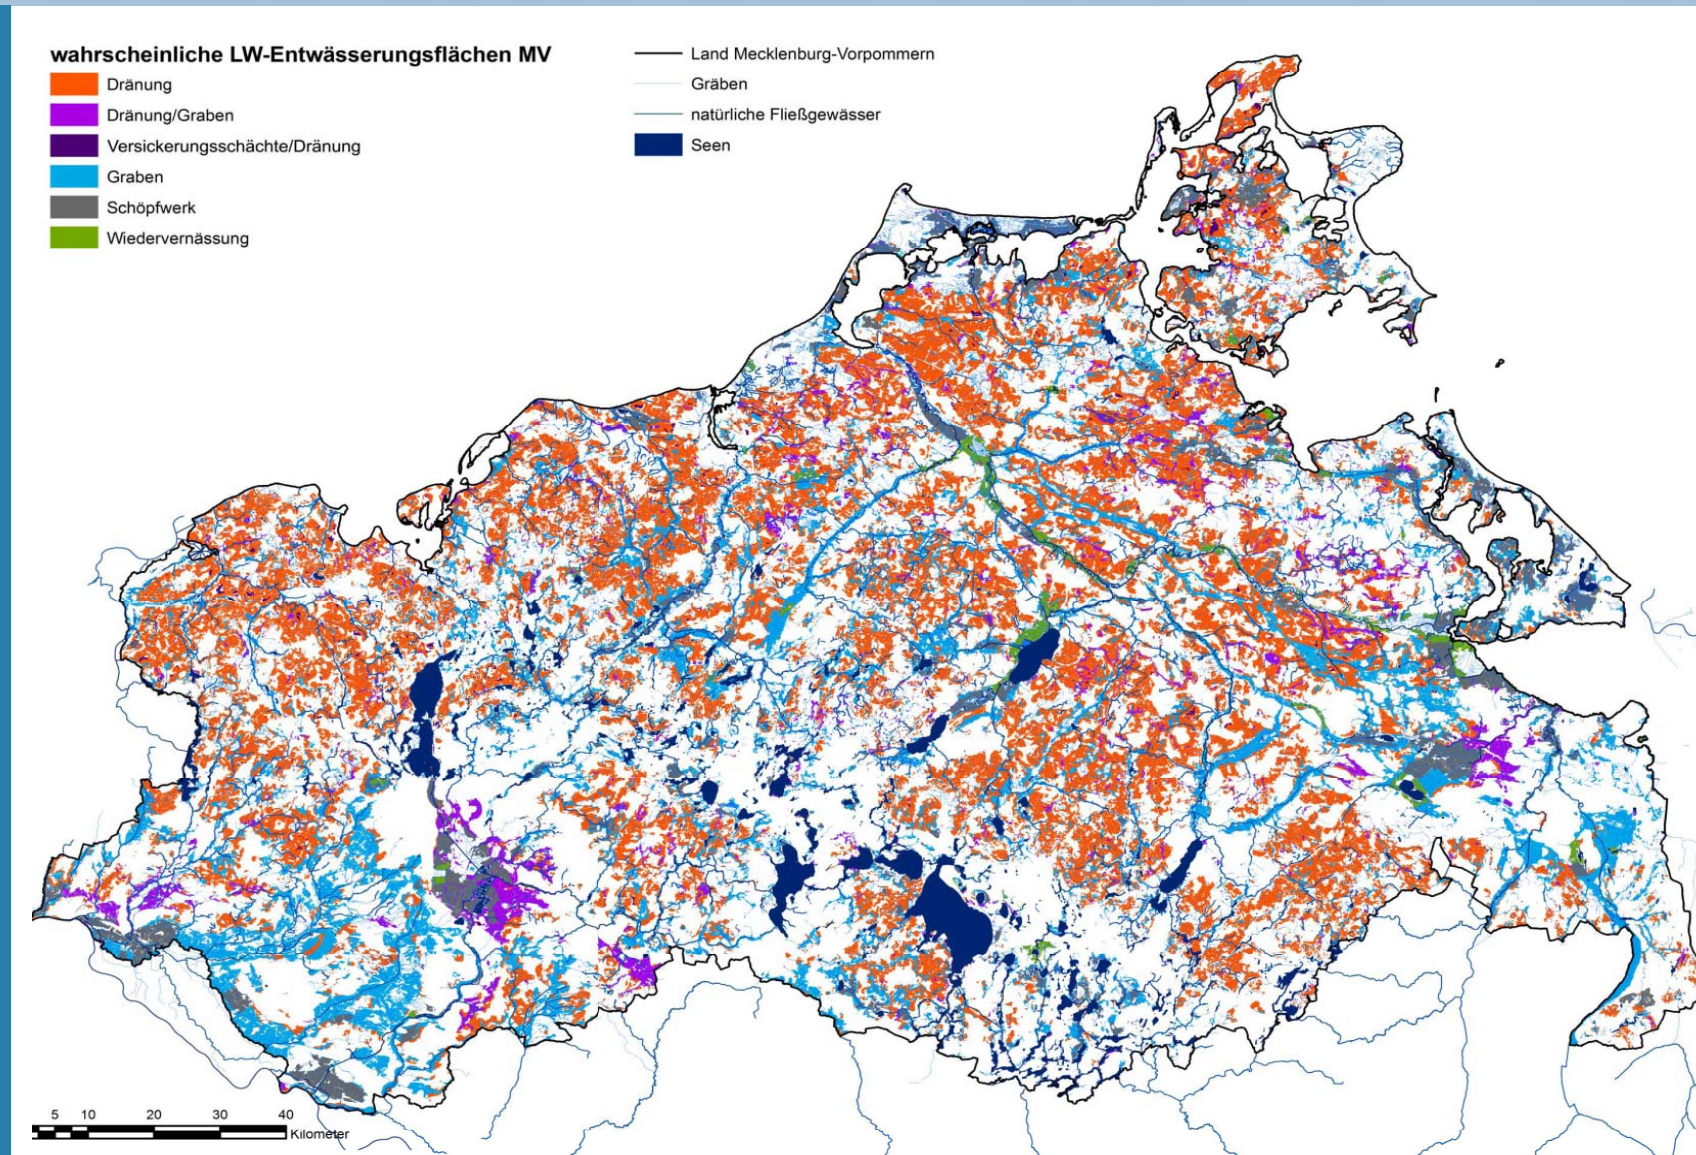 wahrscheinliche LW-Entwässerungsflächen MV
Dränung
Dränung/Graben
Versickerungsschächte/Dränung
Graben
Schöpfwerk
Wiedervernässung
Land Mecklenburg-Vorpommern
Gräben
natürliche Fließgewässer
Seen
5 10 20 30 40
Kilometer